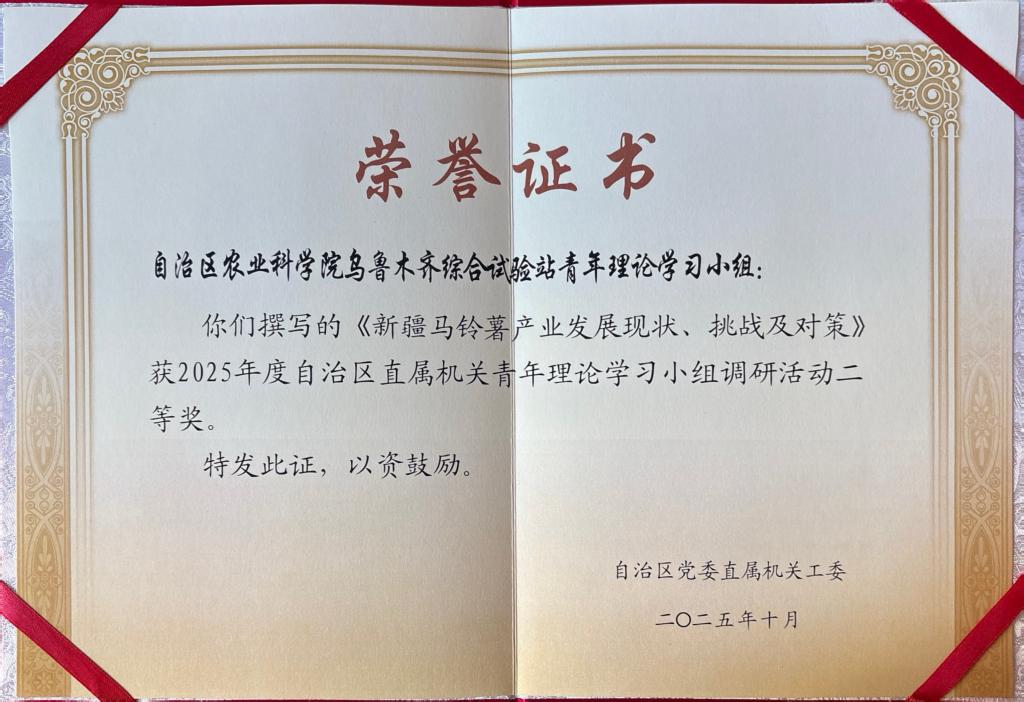 荣誉证书
自治区农业科学院乌鲁木齐综合试验站青年理论学习小组：
你们撰写的《新疆马铃薯产业发展现状、挑战及对策》
获2025年度自治区直属机关青年理论学习小组调研活动二
等奖。
特发此证，以资鼓励。
自治区党委直属机关工委
二〇二五年十月